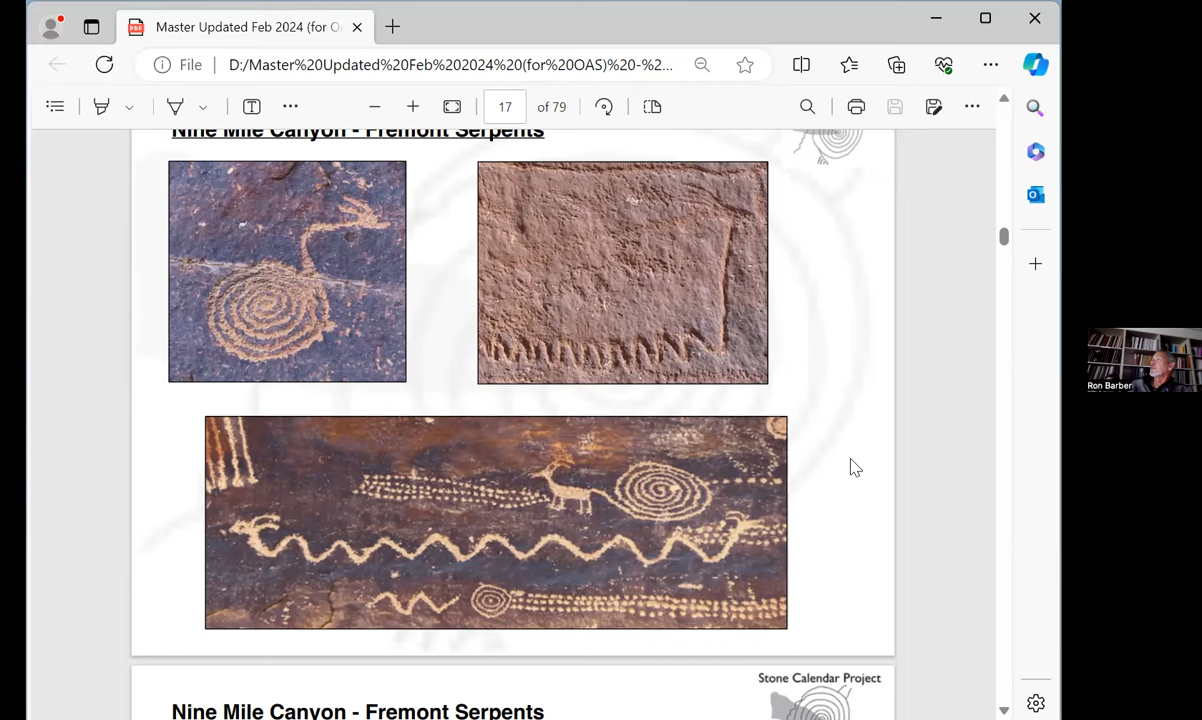 Master Updated Feb 2024 (for OA
File
D:/Master%20Updated%20Feb%202024%20(for%20OAS)%20-%2...
17
of 79
Nine Mile Canyon - Fremont Serpents
Ron Barber
Stone Calendar Project
Nine Mile Canyon - Fremont Serpents